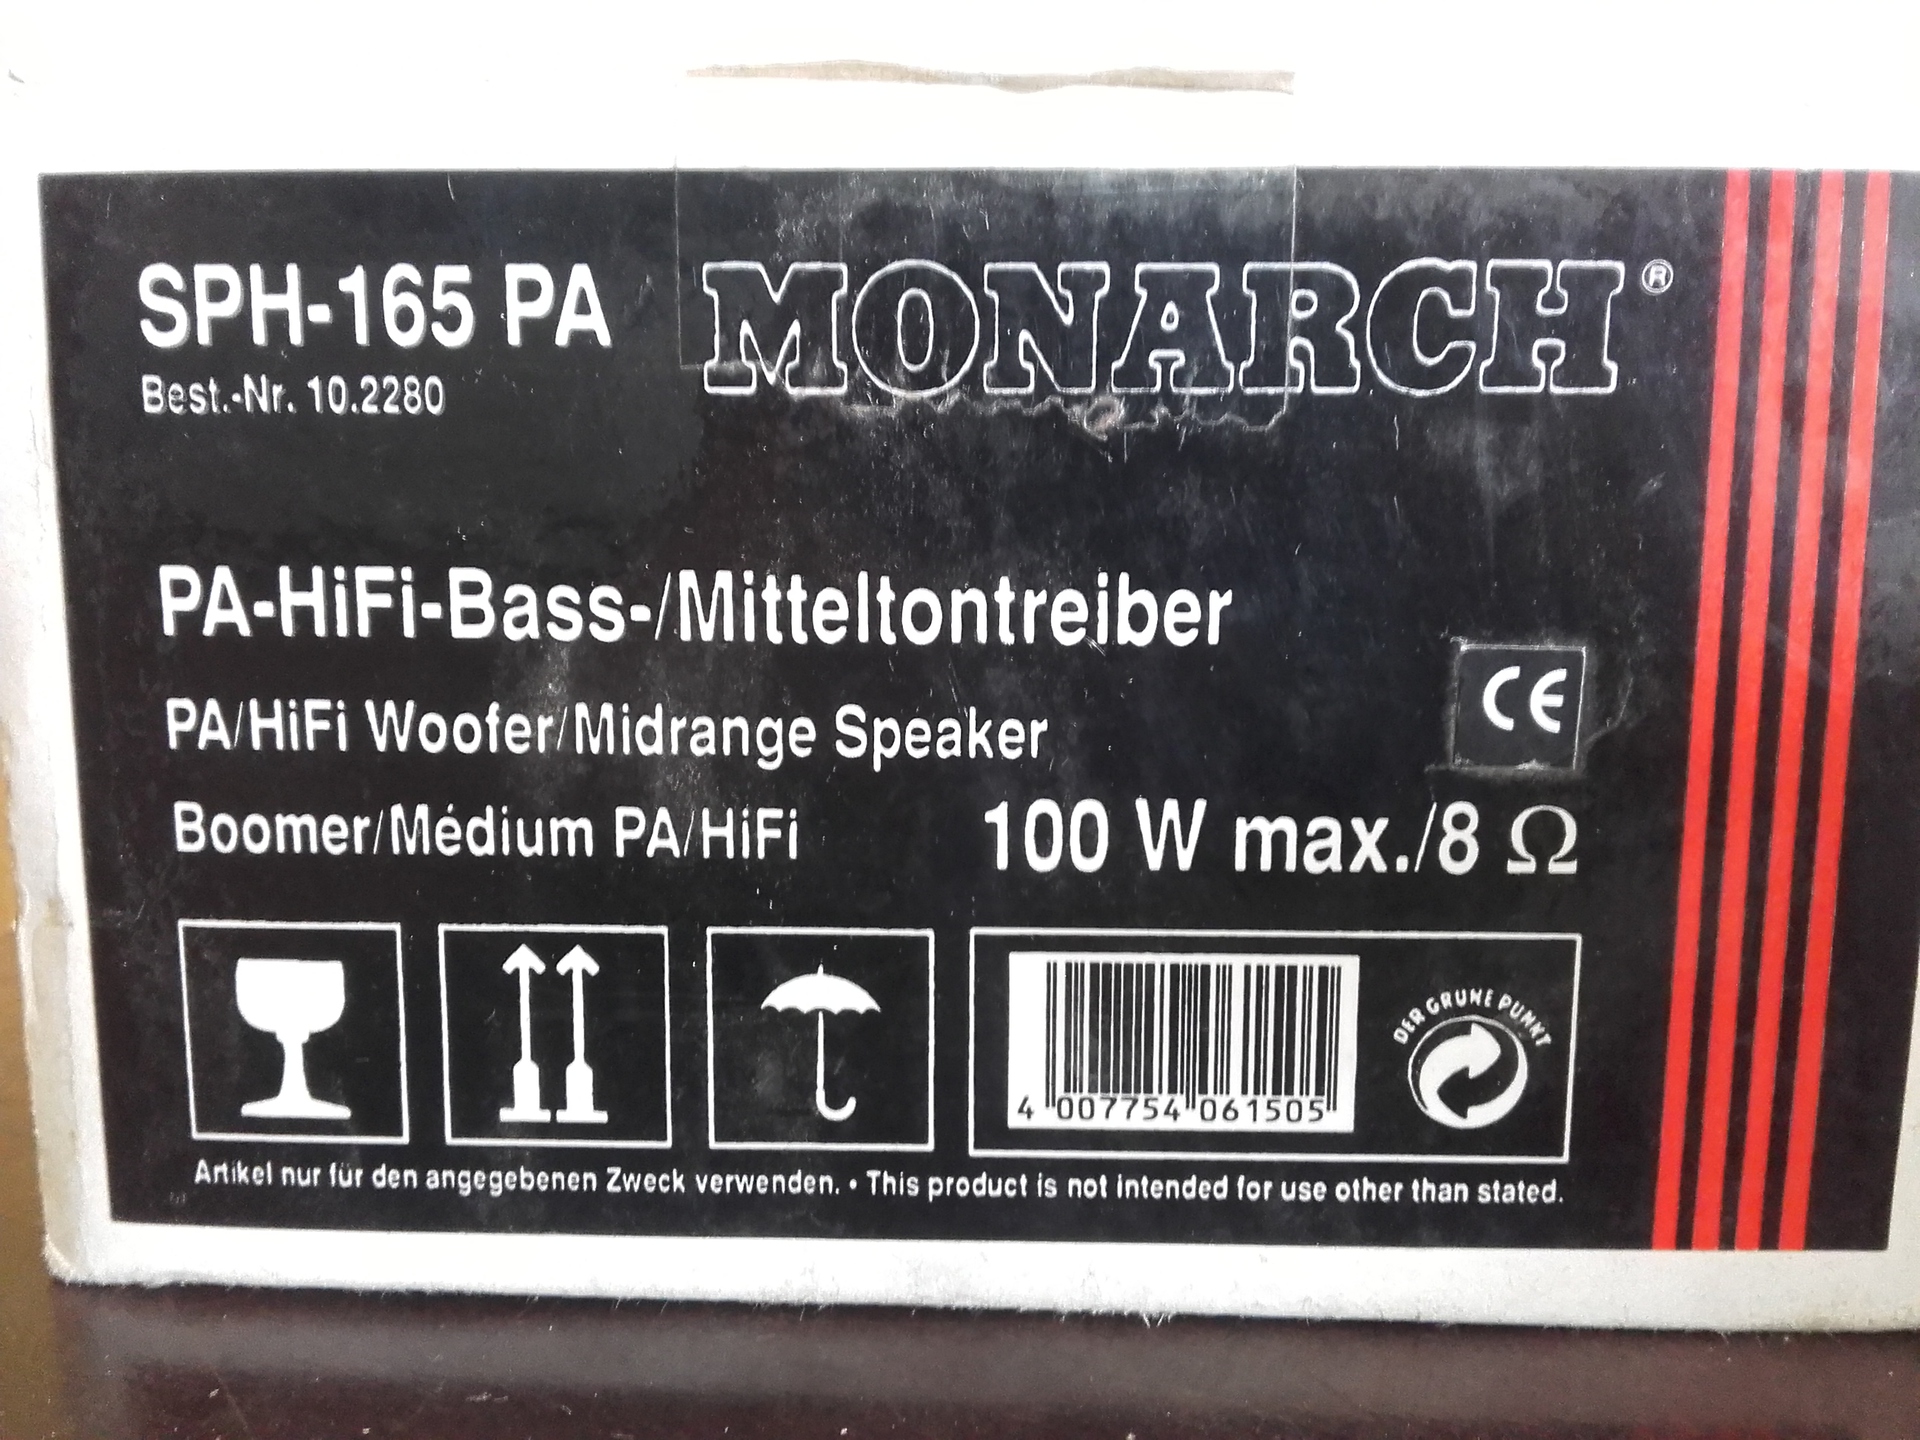 SPH-165 PA
MONARCH®
Best.-Nr. 10.2280
PA-HiFi-Bass-/Mitteltontreiber
PA/HiFi Woofer/Midrange Speaker
CE
Boomer/Médium PA/HiFi
100 W max./8 Ω
4 007754 061505
DER GRÜNE PUNKT
Artikel nur für den angegebenen Zweck verwenden. • This product is not intended for use other than stated.